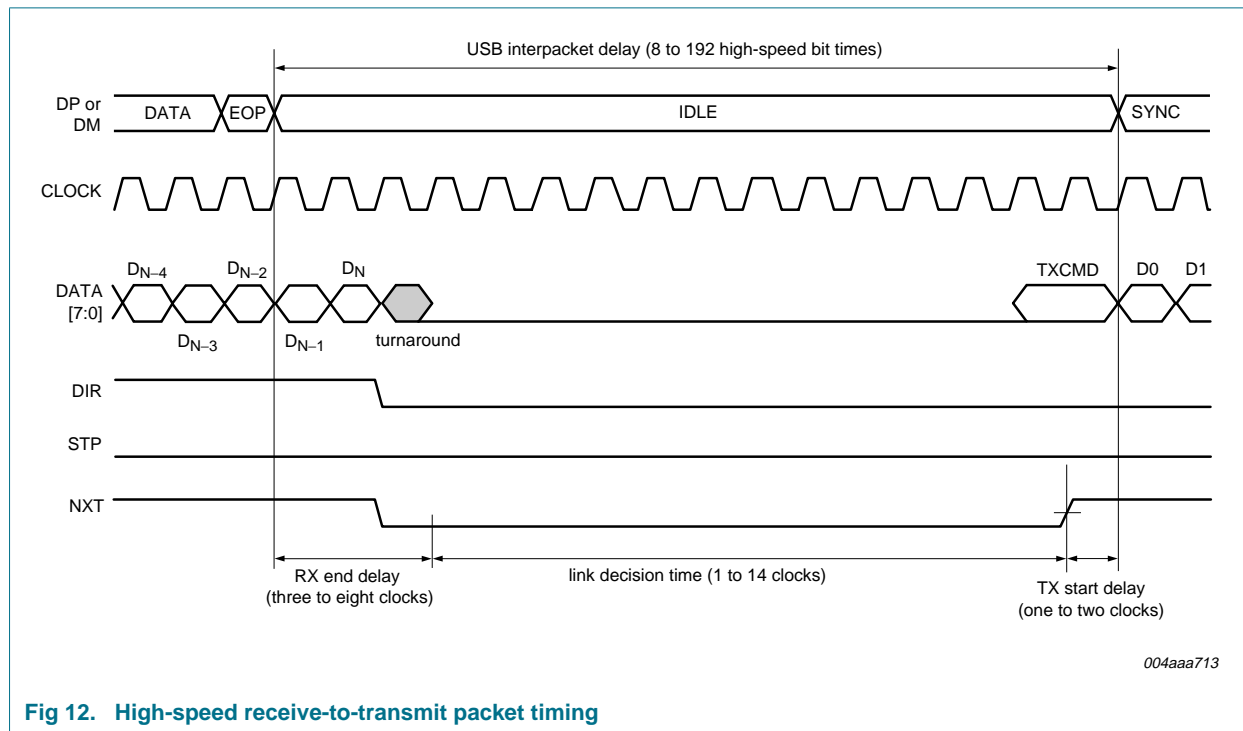 USB interpacket delay (8 to 192 high-speed bit times)
DP or
DM
DATA
EOP
IDLE
SYNC
CLOCK
DATA
[7:0]
DN–4
DN–3
DN–2
DN–1
DN
turnaround
TXCMD
D0
D1
DIR
STP
NXT
RX end delay
(three to eight clocks)
link decision time (1 to 14 clocks)
TX start delay
(one to two clocks)
004aaa713
Fig 12. High-speed receive-to-transmit packet timing